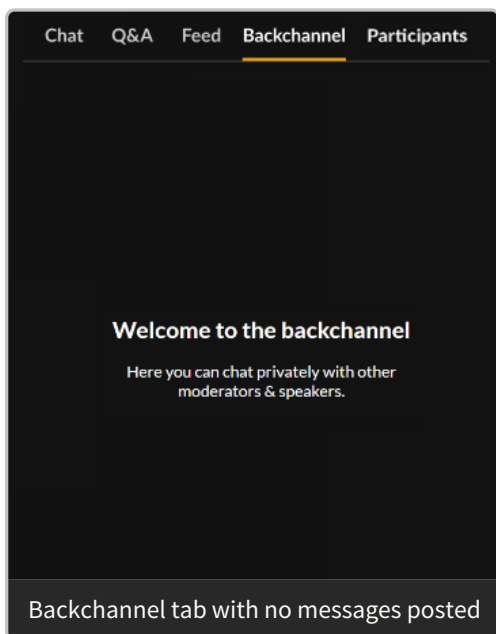 Chat Q&A Feed Backchannel Participants
Welcome to the backchannel
Here you can chat privately with other
moderators & speakers.
Backchannel tab with no messages posted